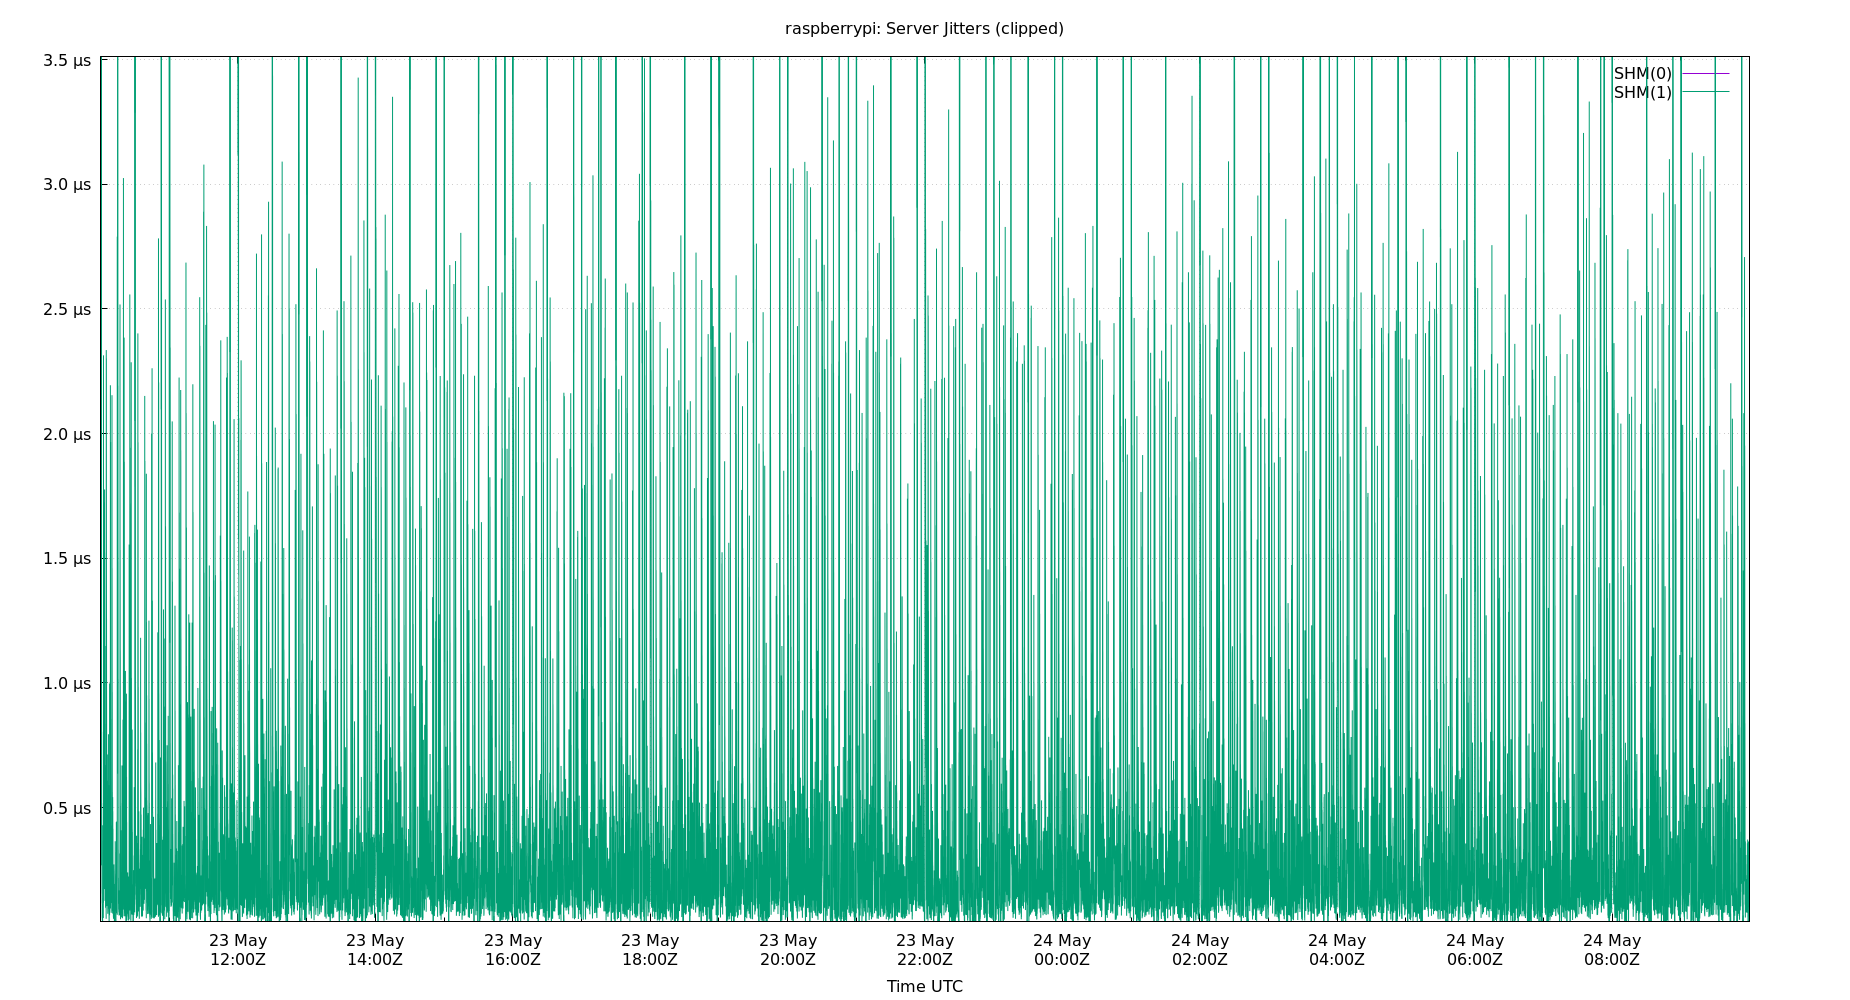 raspberrypi: Server Jitters (clipped)
3.5 µs
SHM(0)
SHM(1)
3.0 µs
2.5 µs
2.0 µs
1.5 µs
1.0 µs
0.5 µs
23 May 23 May 23 May 23 May 23 May 23 May 24 May 24 May 24 May 24 May 24 May
12:00Z 14:00Z 16:00Z 18:00Z 20:00Z 22:00Z 00:00Z 02:00Z 04:00Z 06:00Z 08:00Z
Time UTC